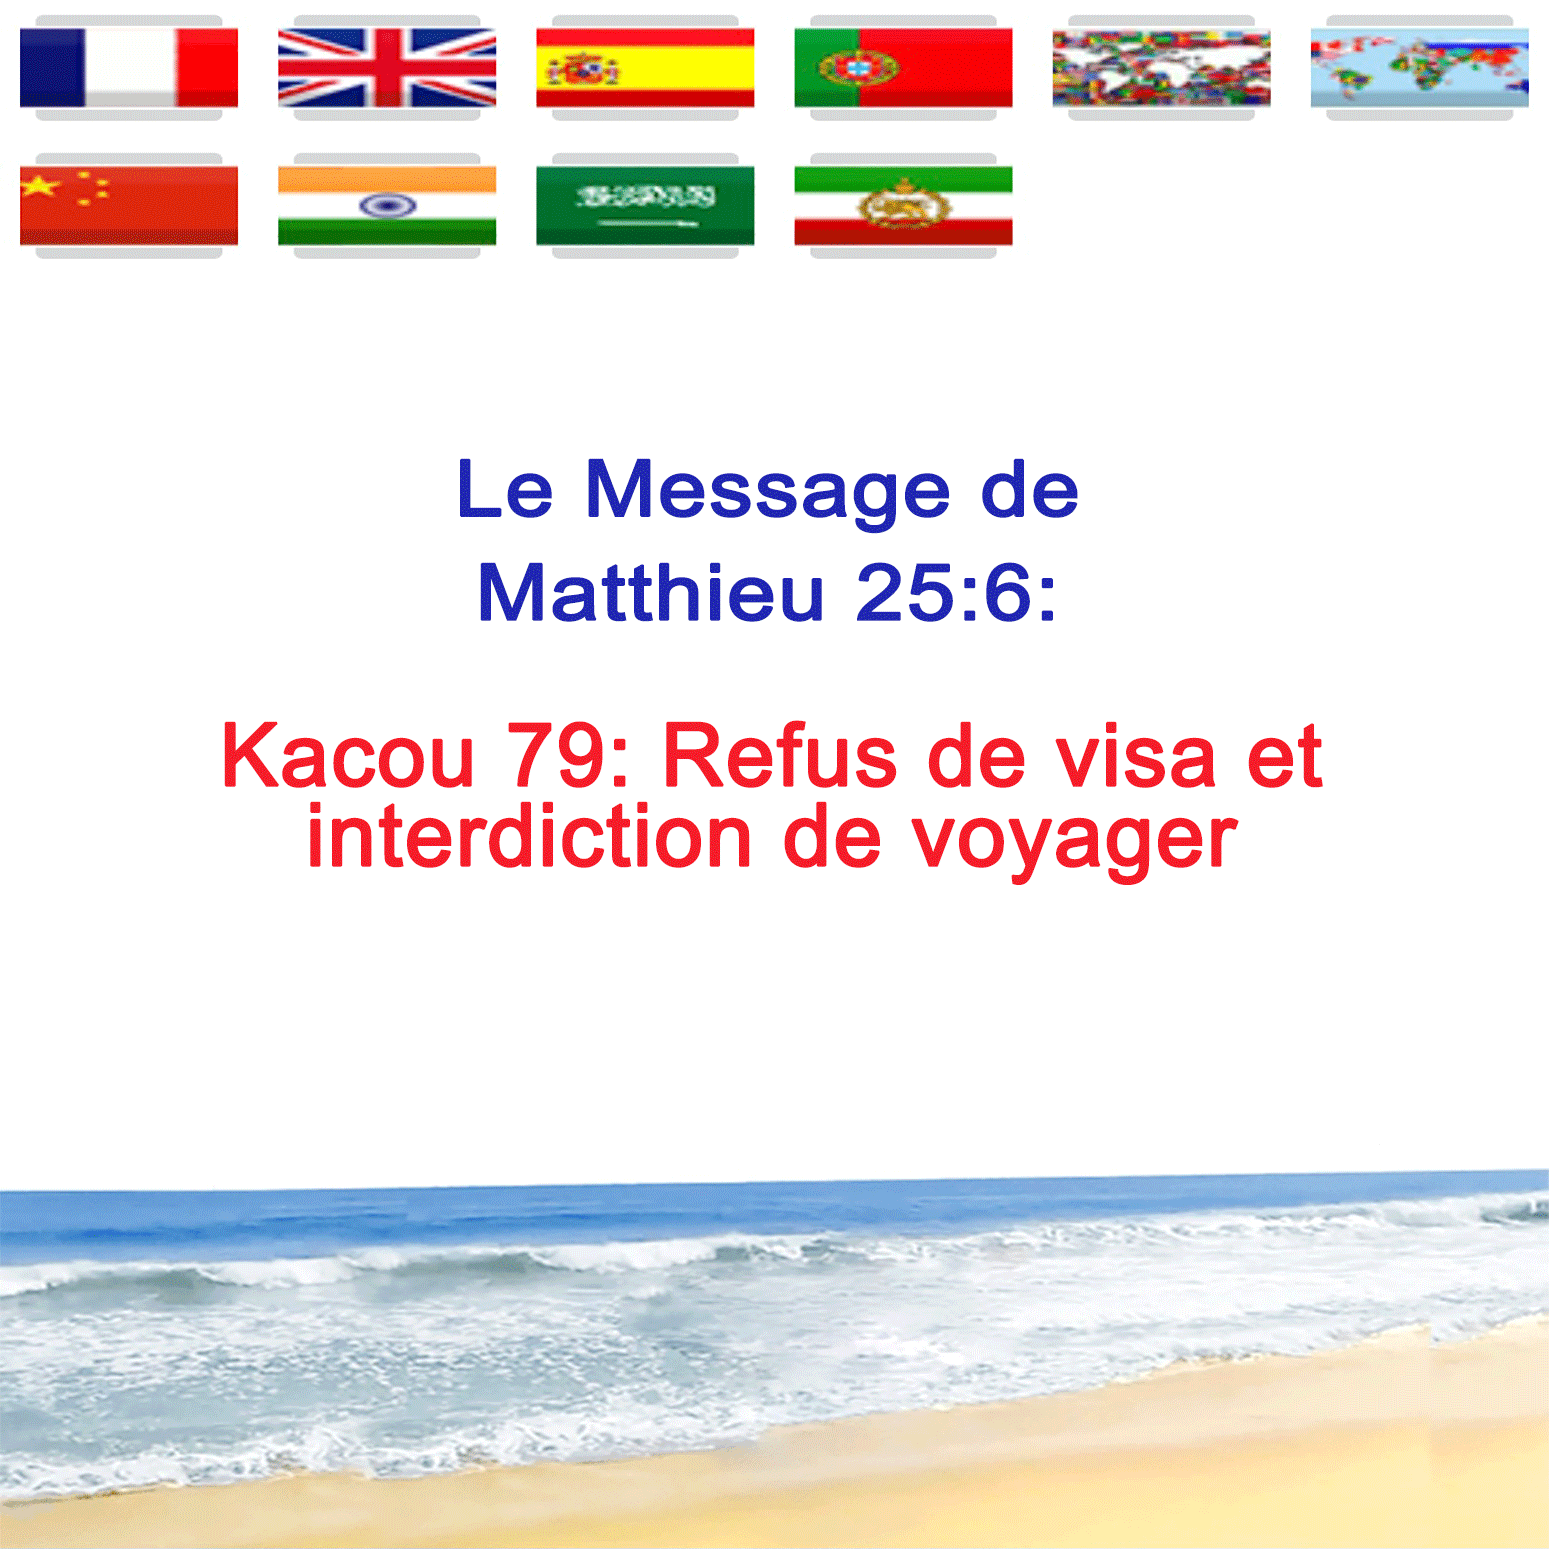 Le Message de
Matthieu 25:6:
Kacou 79: Refus de visa et
interdiction de voyager